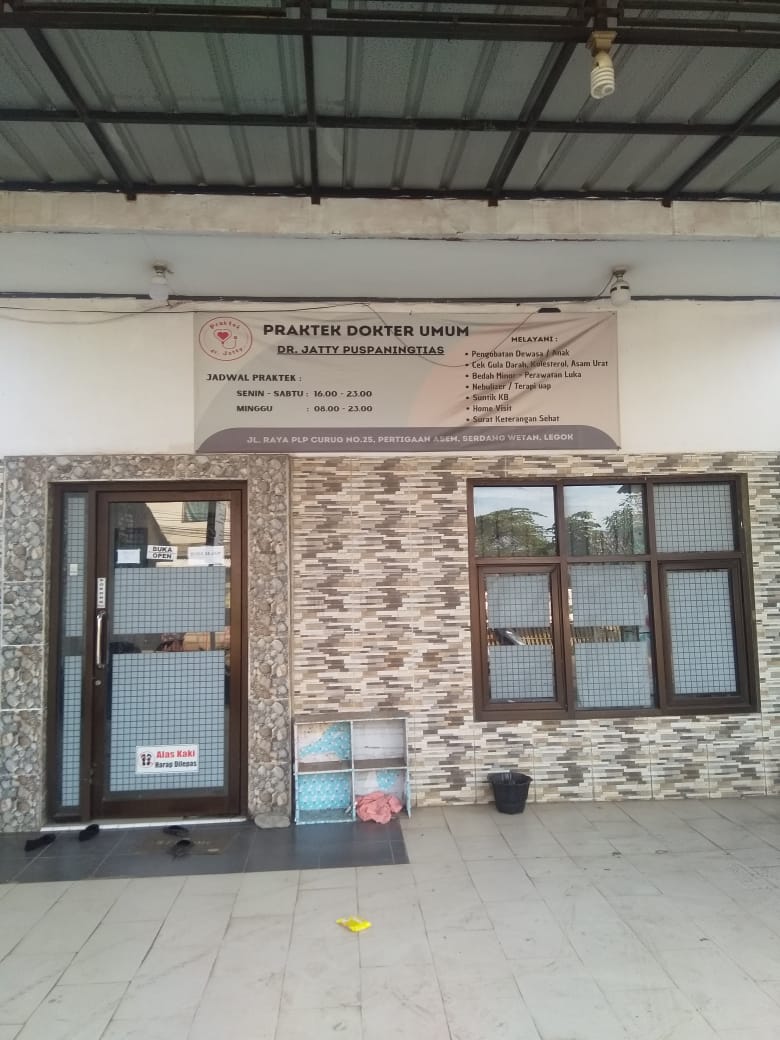 Praktek
dr. Jatty
PRAKTEK DOKTER UMUM
DR. JATTY PUSPANINGTIAS
JADWAL PRAKTEK :
SENIN - SABTU : 16.00 - 23.00
MINGGU : 08.00 - 23.00
MELAYANI :
• Pengobatan Dewasa / Anak
• Cek Gula Darah, Kolesterol, Asam Urat
• Bedah Minor - Perawatan Luka
• Nebulizer / Terapi uap
• Suntik KB
• Home Visit
• Surat Keterangan Sehat
JL. RAYA PLP CURUG NO.25, PERTIGAAN ASEM, SERDANG WETAN, LEGOK
BUKA
OPEN
Alas Kaki
Harap Dilepas